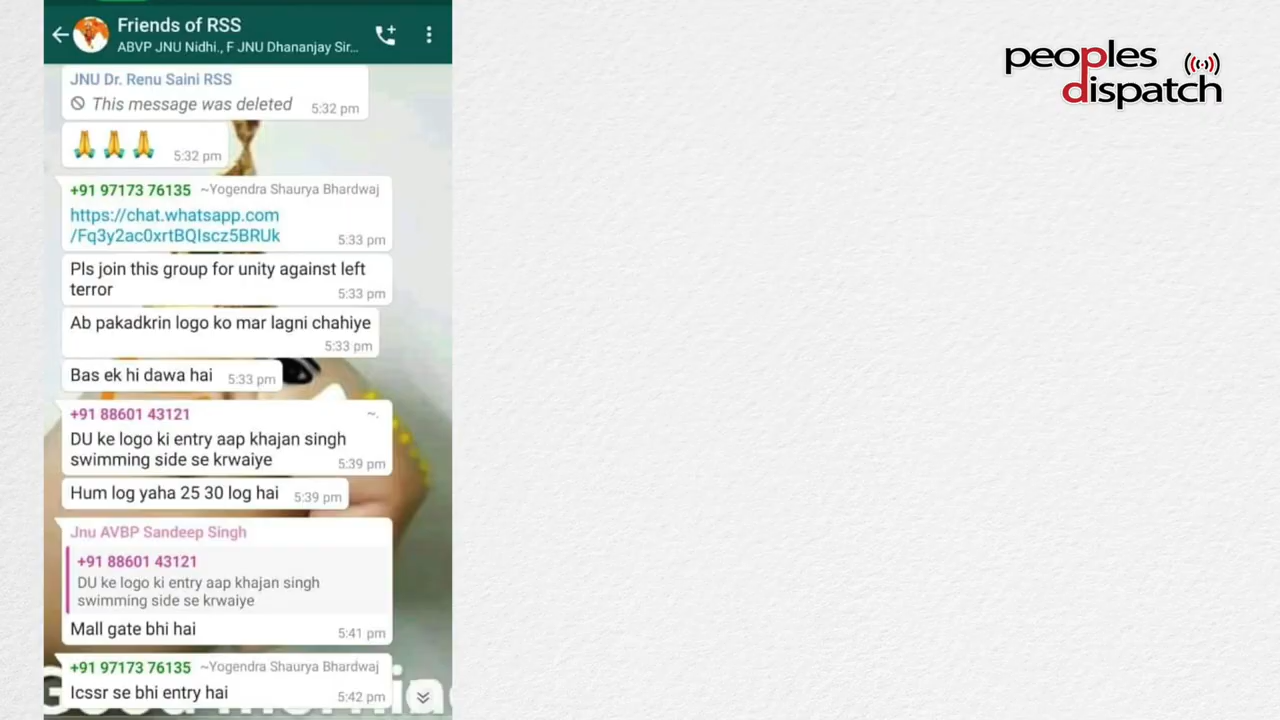 Friends of RSS
ABVP JNU Nidhi., F JNU Dhananjay Sir...
peoples
dispatch
JNU Dr. Renu Saini RSS
This message was deleted 5:32 pm
5:32 pm
+91 97173 76135 ~Yogendra Shaurya Bhardwaj
https://chat.whatsapp.com
/Fq3y2ac0xrtBQIscz5BRUk 5:33 pm
Pls join this group for unity against left
terror 5:33 pm
Ab pakadkrin logo ko mar lagni chahiye
5:33 pm
Bas ek hi dawa hai 5:33 pm
+91 88601 43121 ~.
DU ke logo ki entry aap khajan singh
swimming side se krwaiye 5:39 pm
Hum log yaha 25 30 log hai 5:39 pm
Jnu AVBP Sandeep Singh
+91 88601 43121
DU ke logo ki entry aap khajan singh
swimming side se krwaiye
Mall gate bhi hai 5:41 pm
+91 97173 76135 ~Yogendra Shaurya Bhardwaj
Icssr se bhi entry hai 5:42 pm